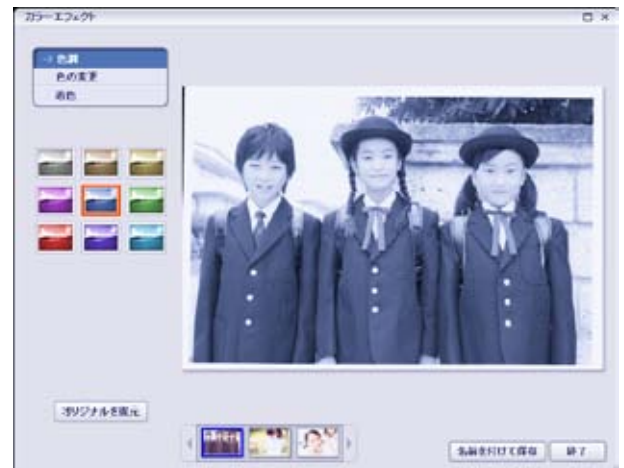 カラーエフェクト
→ 色調
色の変更
着色
オリジナルを復元
名前を付けて保存
終了